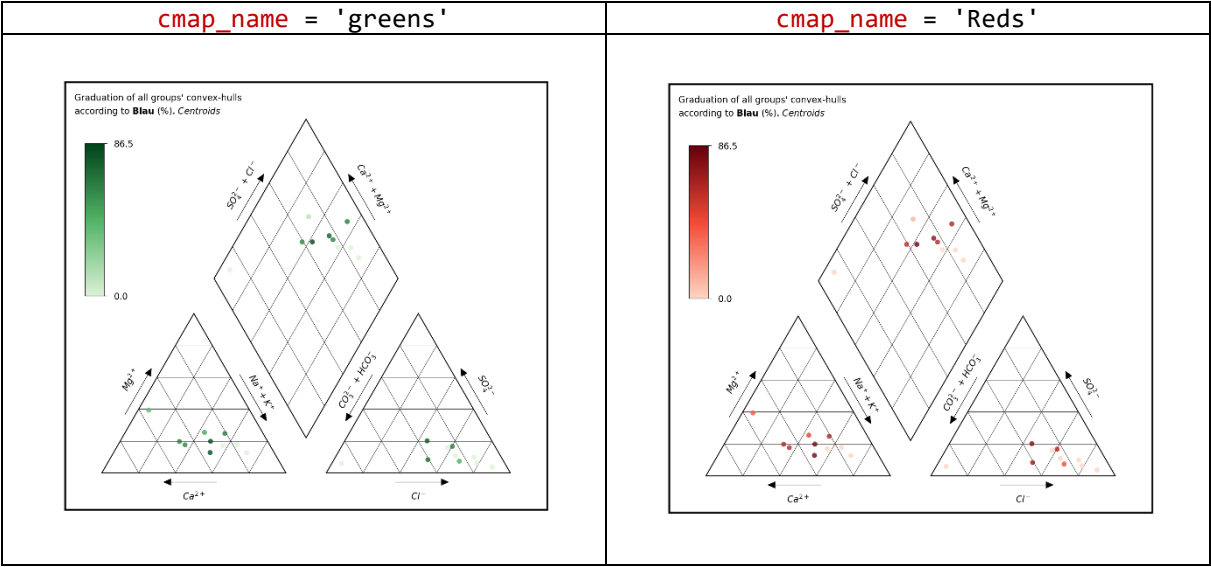 cmap_name = 'greens'
cmap_name = 'Reds'
Graduation of all groups' convex-hulls
according to Blau (%). Centroids
86.5
0.0
SO₄²⁻ + Cl⁻
Ca²⁺ + Mg²⁺
Mg²⁺
Na⁺ + K⁺
CO₃²⁻ + HCO₃⁻
SO₄²⁻
Ca²⁺
Cl⁻
Graduation of all groups' convex-hulls
according to Blau (%). Centroids
86.5
0.0
SO₄²⁻ + Cl⁻
Ca²⁺ + Mg²⁺
Mg²⁺
Na⁺ + K⁺
CO₃²⁻ + HCO₃⁻
SO₄²⁻
Ca²⁺
Cl⁻